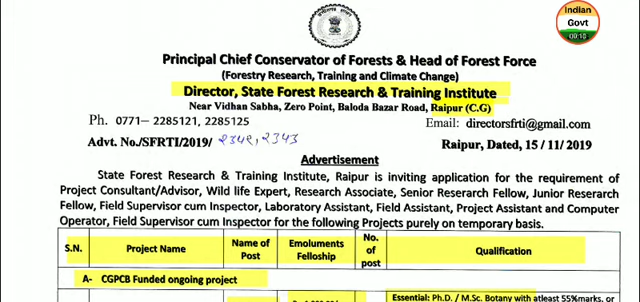 Indian
Govt
09:10
Principal Chief Conservator of Forests & Head of Forest Force
(Forestry Research, Training and Climate Change)
Director, State Forest Research & Training Institute
Near Vidhan Sabha, Zero Point, Baloda Bazar Road, Raipur (C.G)
Ph. 0771- 2285121, 2285125 Email: directorsfrti@gmail.com
Advt. No./SFRTI/2019/ २३४२, २३४३ Raipur, Dated, 15/11/2019
Advertisement
State Forest Research & Training Institute, Raipur is inviting application for the requirement of
Project Consultant/Advisor, Wild life Expert, Research Associate, Senior Reserarch Fellow, Junior Reserarch
Fellow, Field Supervisor cum Inspector, Laboratory Assistant, Field Assistant, Project Assistant and Computer
Operator, Field Supervisor cum Inspector for the following Projects purely on temporary basis.
S.N. Project Name Name of Post Emoluments Felloship No. of post Qualification
A- CGPCB Funded ongoing project
Essential: Ph.D. / M.Sc. Botany with atleast 55%marks, or